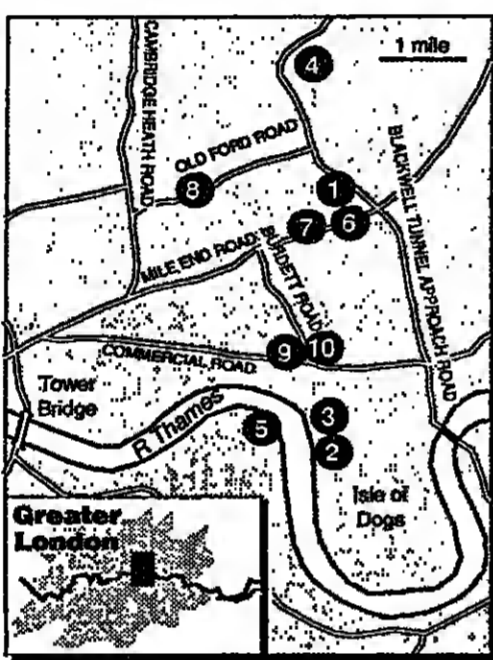 1 mile
4
CAMBRIDGE HEATH ROAD
OLD FORD ROAD
BLACKWELL TUNNEL APPROACH ROAD
8
1
7
6
MILE END ROAD
BURDETT ROAD
9
10
COMMERCIAL ROAD
Tower
Bridge
R Thames
3
5
2
Isle of
Dogs
Greater
London